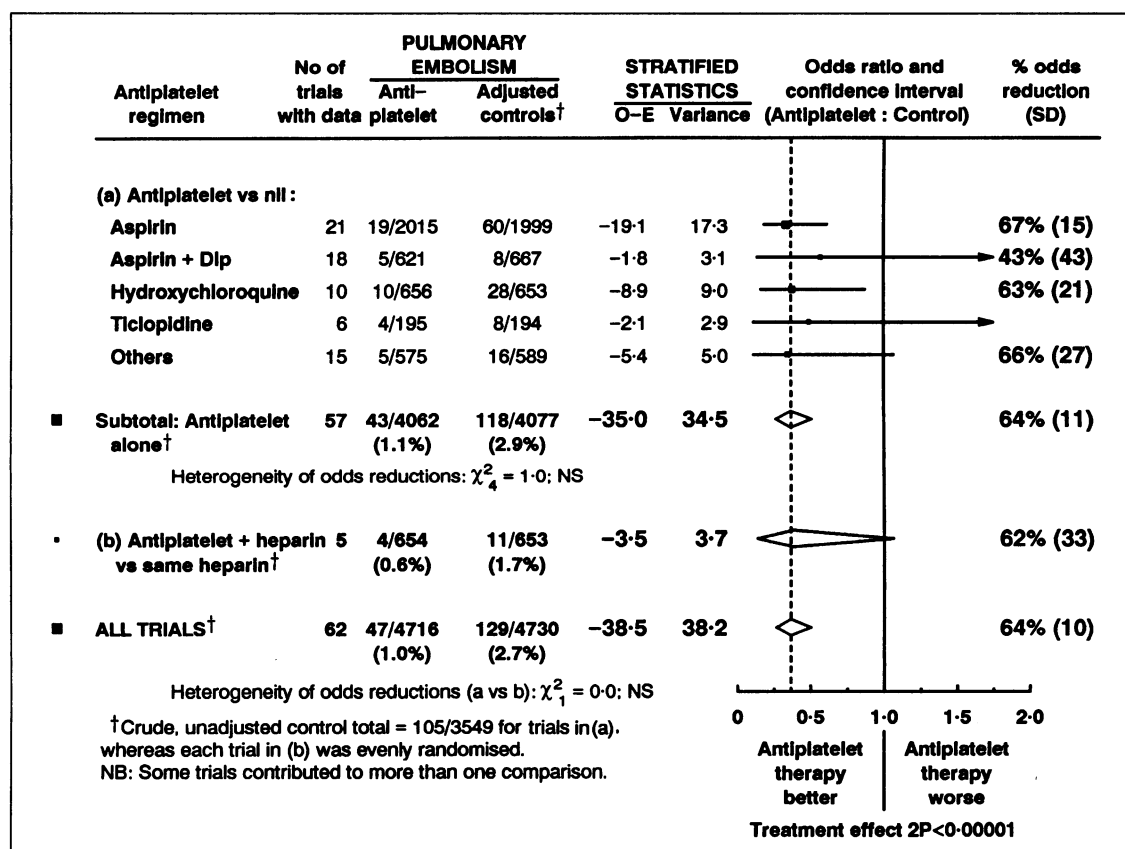 PULMONARY
EMBOLISM
Antiplatelet regimen
No of trials with data
Anti–platelet
Adjusted controls†
STRATIFIED STATISTICS
O–E Variance
Odds ratio and confidence interval (Antiplatelet : Control)
% odds reduction (SD)
(a) Antiplatelet vs nil :
Aspirin 21 19/2015 60/1999 –19·1 17·3 67% (15)
Aspirin + Dip 18 5/621 8/667 –1·8 3·1 43% (43)
Hydroxychloroquine 10 10/656 28/653 –8·9 9·0 63% (21)
Ticlopidine 6 4/195 8/194 –2·1 2·9
Others 15 5/575 16/589 –5·4 5·0 66% (27)
Subtotal: Antiplatelet 57 43/4062 118/4077 –35·0 34·5 64% (11)
alone† (1.1%) (2.9%)
Heterogeneity of odds reductions: χ²₄ = 1·0; NS
(b) Antiplatelet + heparin 5 4/654 11/653 –3·5 3·7 62% (33)
vs same heparin† (0.6%) (1.7%)
ALL TRIALS† 62 47/4716 129/4730 –38·5 38·2 64% (10)
(1.0%) (2.7%)
Heterogeneity of odds reductions (a vs b): χ²₁ = 0·0; NS
†Crude, unadjusted control total = 105/3549 for trials in(a),
whereas each trial in (b) was evenly randomised.
NB: Some trials contributed to more than one comparison.
0 0·5 1·0 1·5 2·0
Antiplatelet therapy better
Antiplatelet therapy worse
Treatment effect 2P<0·00001